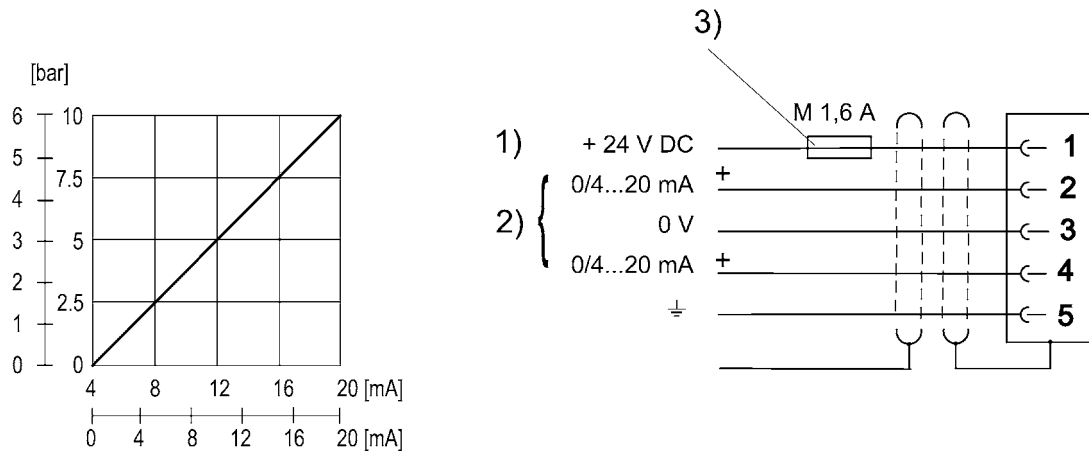 [bar]
6 10
5
7.5
4
3 5
2
2.5
1
0 0
4 8 12 16 20 [mA]
0 4 8 12 16 20 [mA]
3)
M 1,6 A
1) + 24 V DC 1
0/4...20 mA + 2
2) 0 V 3
0/4...20 mA + 4
5